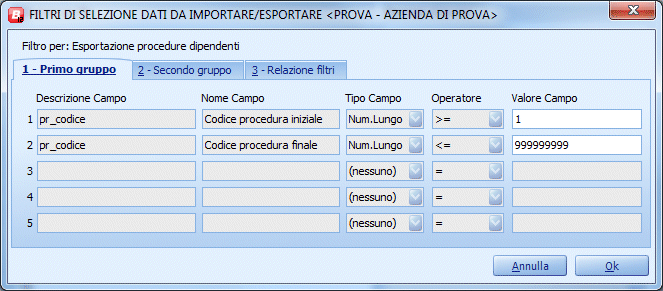 FILTRI DI SELEZIONE DATI DA IMPORTARE/ESPORTARE <PROVA - AZIENDA DI PROVA>
Filtro per: Esportazione procedure dipendenti
1 - Primo gruppo 2 - Secondo gruppo 3 - Relazione filtri
Descrizione Campo Nome Campo Tipo Campo Operatore Valore Campo
1 pr_codice Codice procedura iniziale Num.Lungo >= 1
2 pr_codice Codice procedura finale Num.Lungo <= 999999999
3 (nessuno) =
4 (nessuno) =
5 (nessuno) =
Annulla Ok